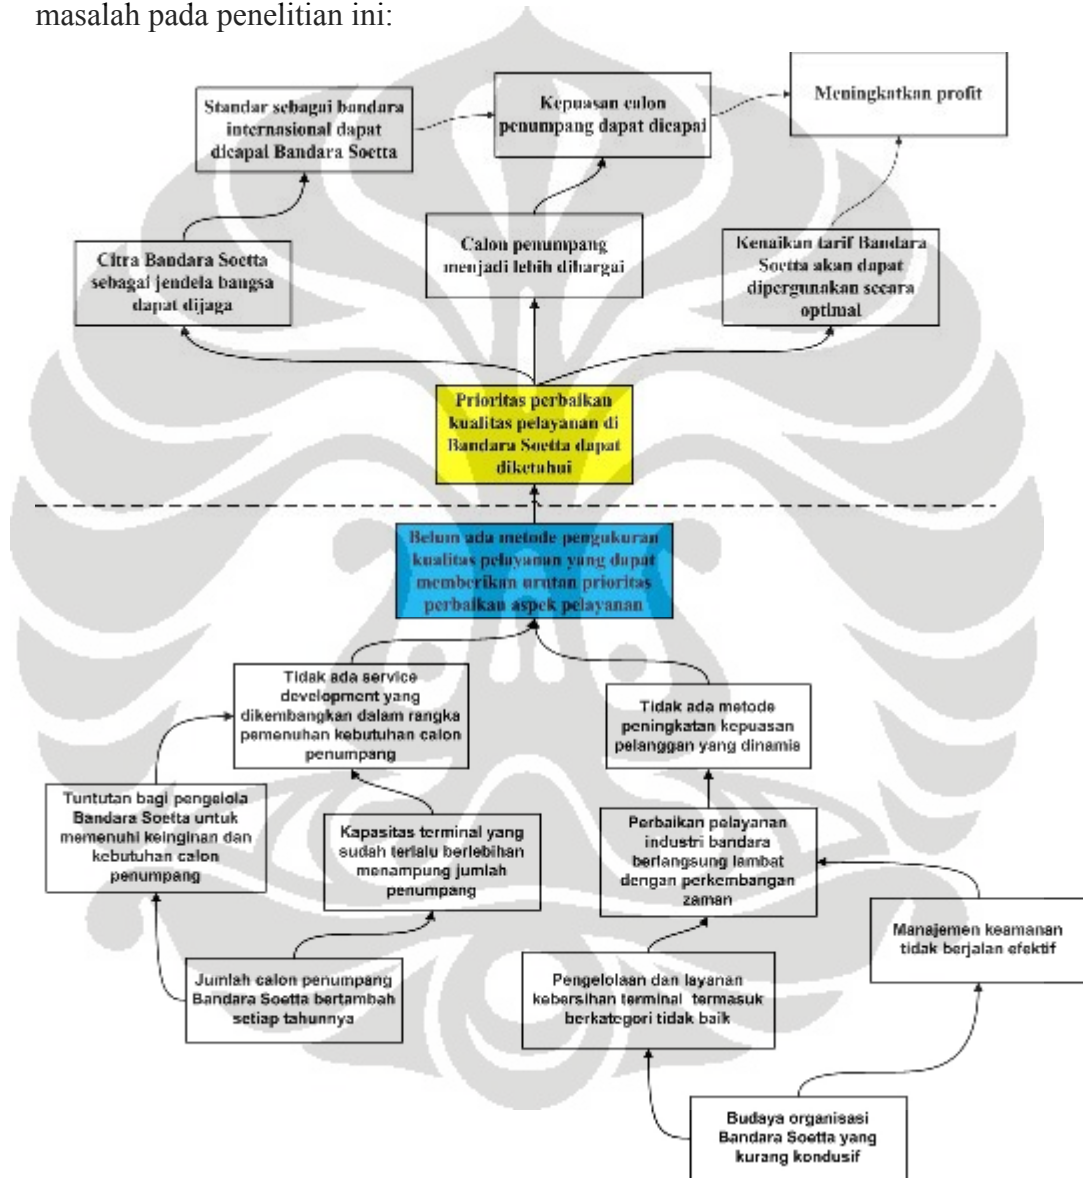 masalah pada penelitian ini:
Standar sebagai bandara
internasional dapat
dicapai Bandara Soetta
Kepuasan calon
penumpang dapat dicapai
Meningkatkan profit
Citra Bandara Soetta
sebagai jendela bangsa
dapat dijaga
Calon penumpang
menjadi lebih dihargai
Kenaikan tarif Bandara
Soetta akan dapat
dipergunakan secara
optimal
Prioritas perbaikan
kualitas pelayanan di
Bandara Soetta dapat
diketahui
Belum ada metode pengukuran
kualitas pelayanan yang dapat
memberikan urutan prioritas
perbaikan aspek pelayanan
Tidak ada service
development yang
dikembangkan dalam rangka
pemenuhan kebutuhan calon
penumpang
Tidak ada metode
peningkatan kepuasan
pelanggan yang dinamis
Tuntutan bagi pengelola
Bandara Soetta untuk
memenuhi keinginan dan
kebutuhan calon
penumpang
Kapasitas terminal yang
sudah terlalu berlebihan
menampung jumlah
penumpang
Perbaikan pelayanan
industri bandara
berlangsung lambat
dengan perkembangan
zaman
Manajemen keamanan
tidak berjalan efektif
Jumlah calon penumpang
Bandara Soetta bertambah
setiap tahunnya
Pengelolaan dan layanan
kebersihan terminal termasuk
berkategori tidak baik
Budaya organisasi
Bandara Soetta yang
kurang kondusif